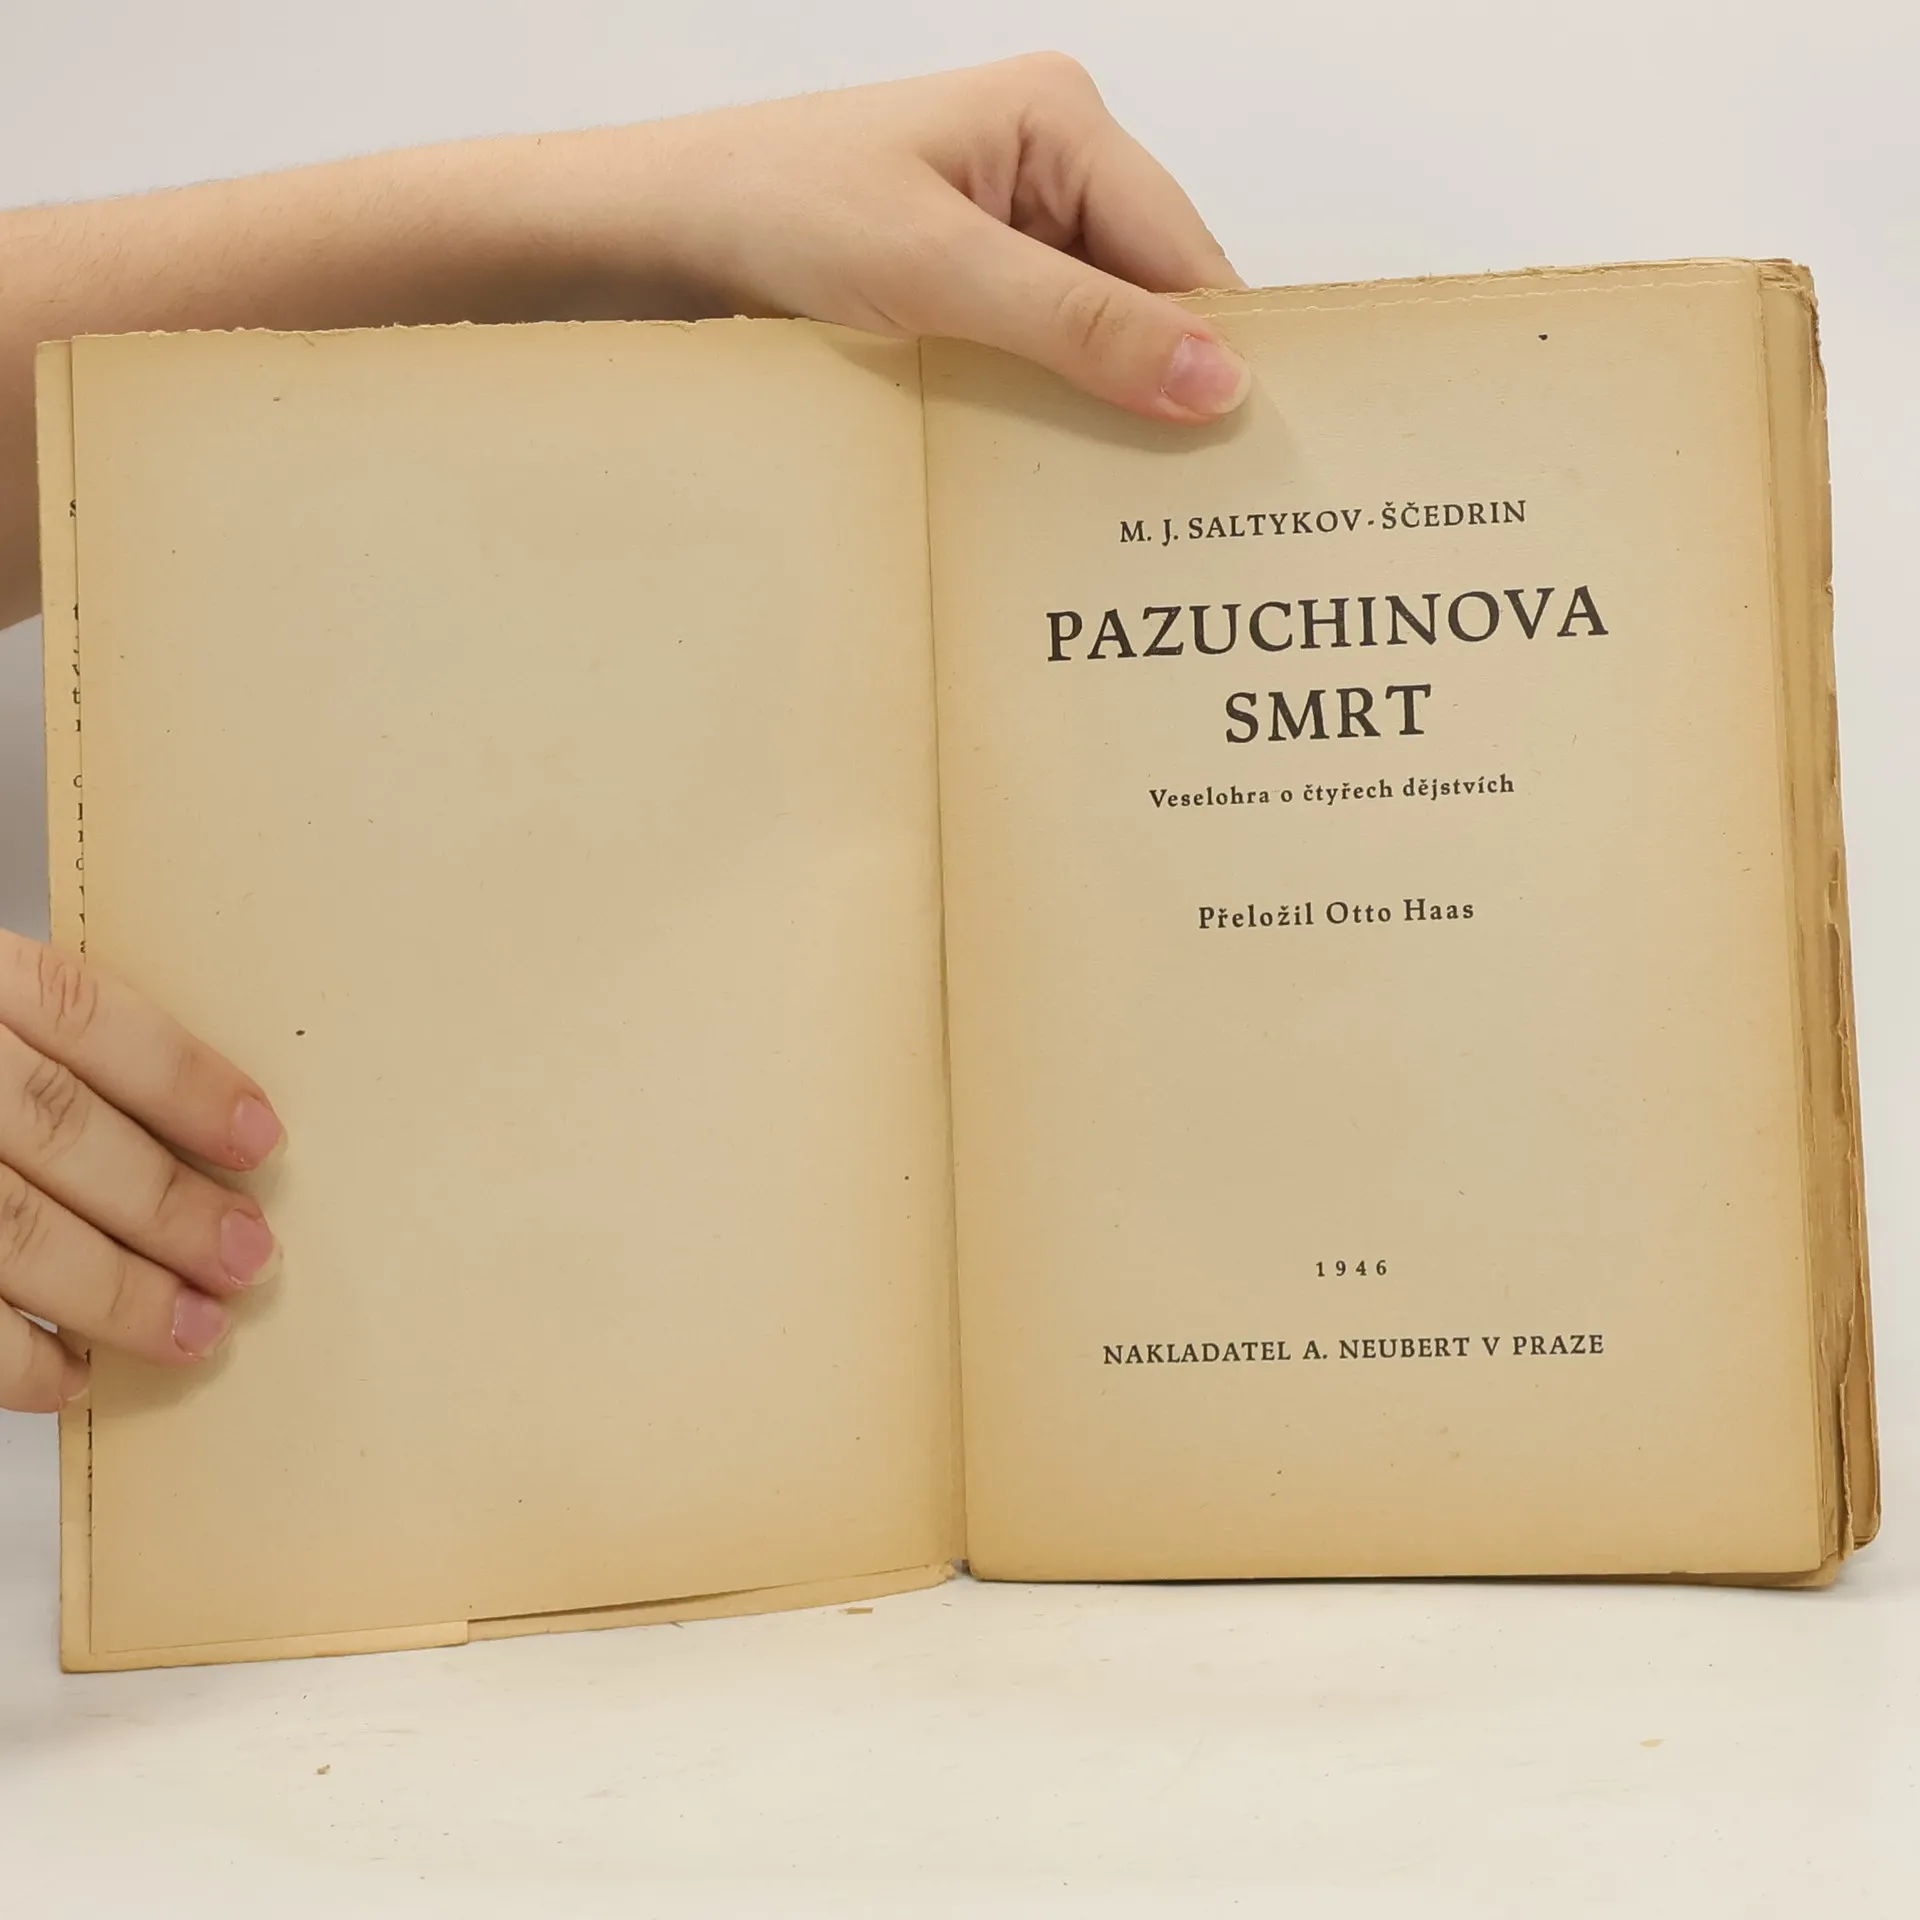 M. J. SALTYKOV-ŠČEDRIN
PAZUCHINOVA
SMRT
Veselohra o čtyřech dějstvích
Přeložil Otto Haas
1946
NAKLADATEL A. NEUBERT V PRAZE